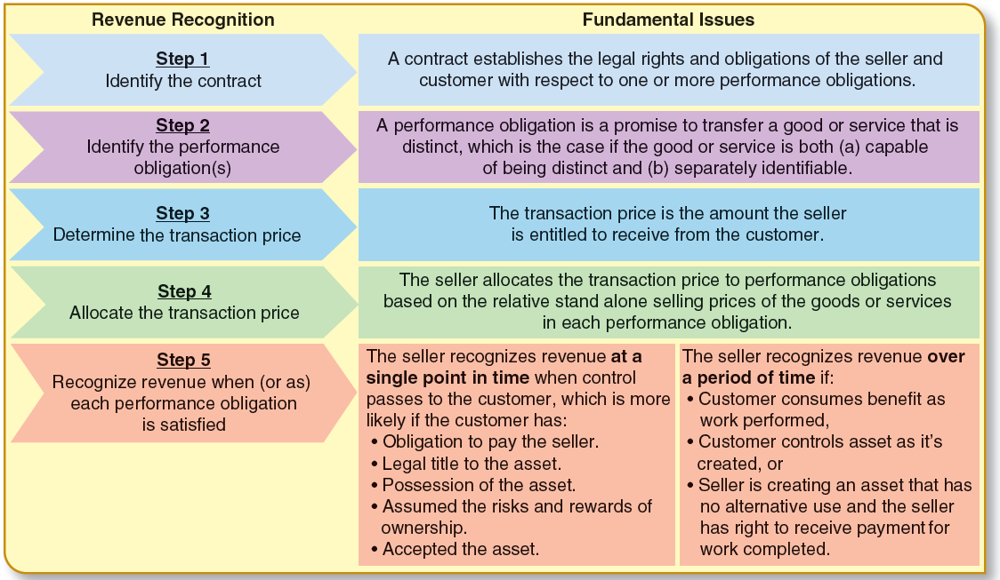 Revenue Recognition
Fundamental Issues
Step 1
Identify the contract
A contract establishes the legal rights and obligations of the seller and
customer with respect to one or more performance obligations.
Step 2
Identify the performance
obligation(s)
A performance obligation is a promise to transfer a good or service that is
distinct, which is the case if the good or service is both (a) capable
of being distinct and (b) separately identifiable.
Step 3
Determine the transaction price
The transaction price is the amount the seller
is entitled to receive from the customer.
Step 4
Allocate the transaction price
The seller allocates the transaction price to performance obligations
based on the relative stand alone selling prices of the goods or services
in each performance obligation.
Step 5
Recognize revenue when (or as)
each performance obligation
is satisfied
The seller recognizes revenue at a
single point in time when control
passes to the customer, which is more
likely if the customer has:
• Obligation to pay the seller.
• Legal title to the asset.
• Possession of the asset.
• Assumed the risks and rewards of
ownership.
• Accepted the asset.
The seller recognizes revenue over
a period of time if:
• Customer consumes benefit as
work performed,
• Customer controls asset as it's
created, or
• Seller is creating an asset that has
no alternative use and the seller
has right to receive payment for
work completed.